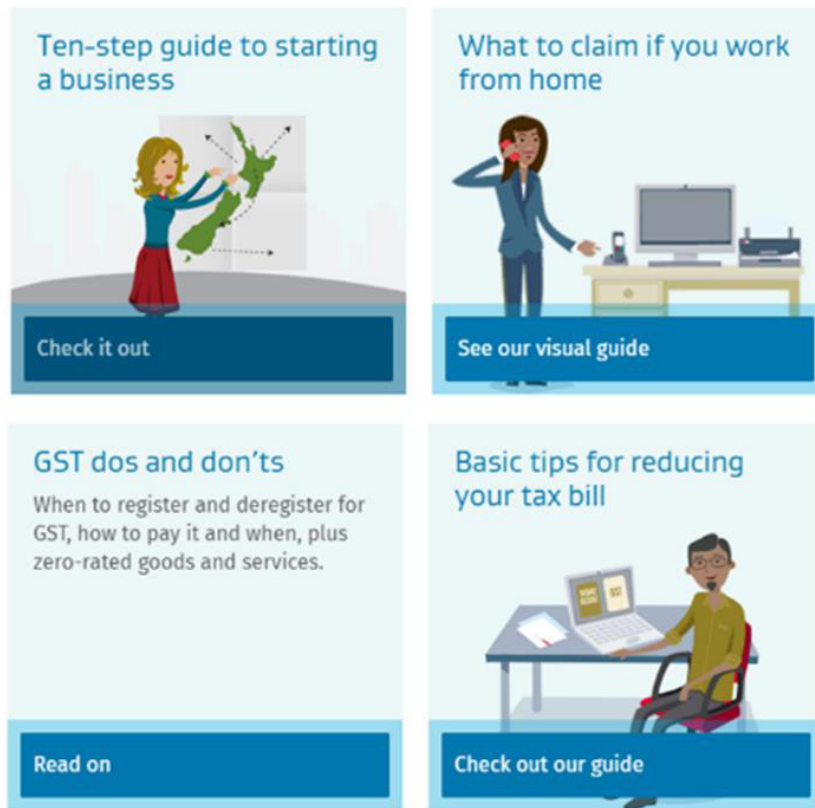 Ten-step guide to starting
a business
Check it out
What to claim if you work
from home
See our visual guide
GST dos and don'ts
When to register and deregister for
GST, how to pay it and when, plus
zero-rated goods and services.
Read on
Basic tips for reducing
your tax bill
GST
Check out our guide